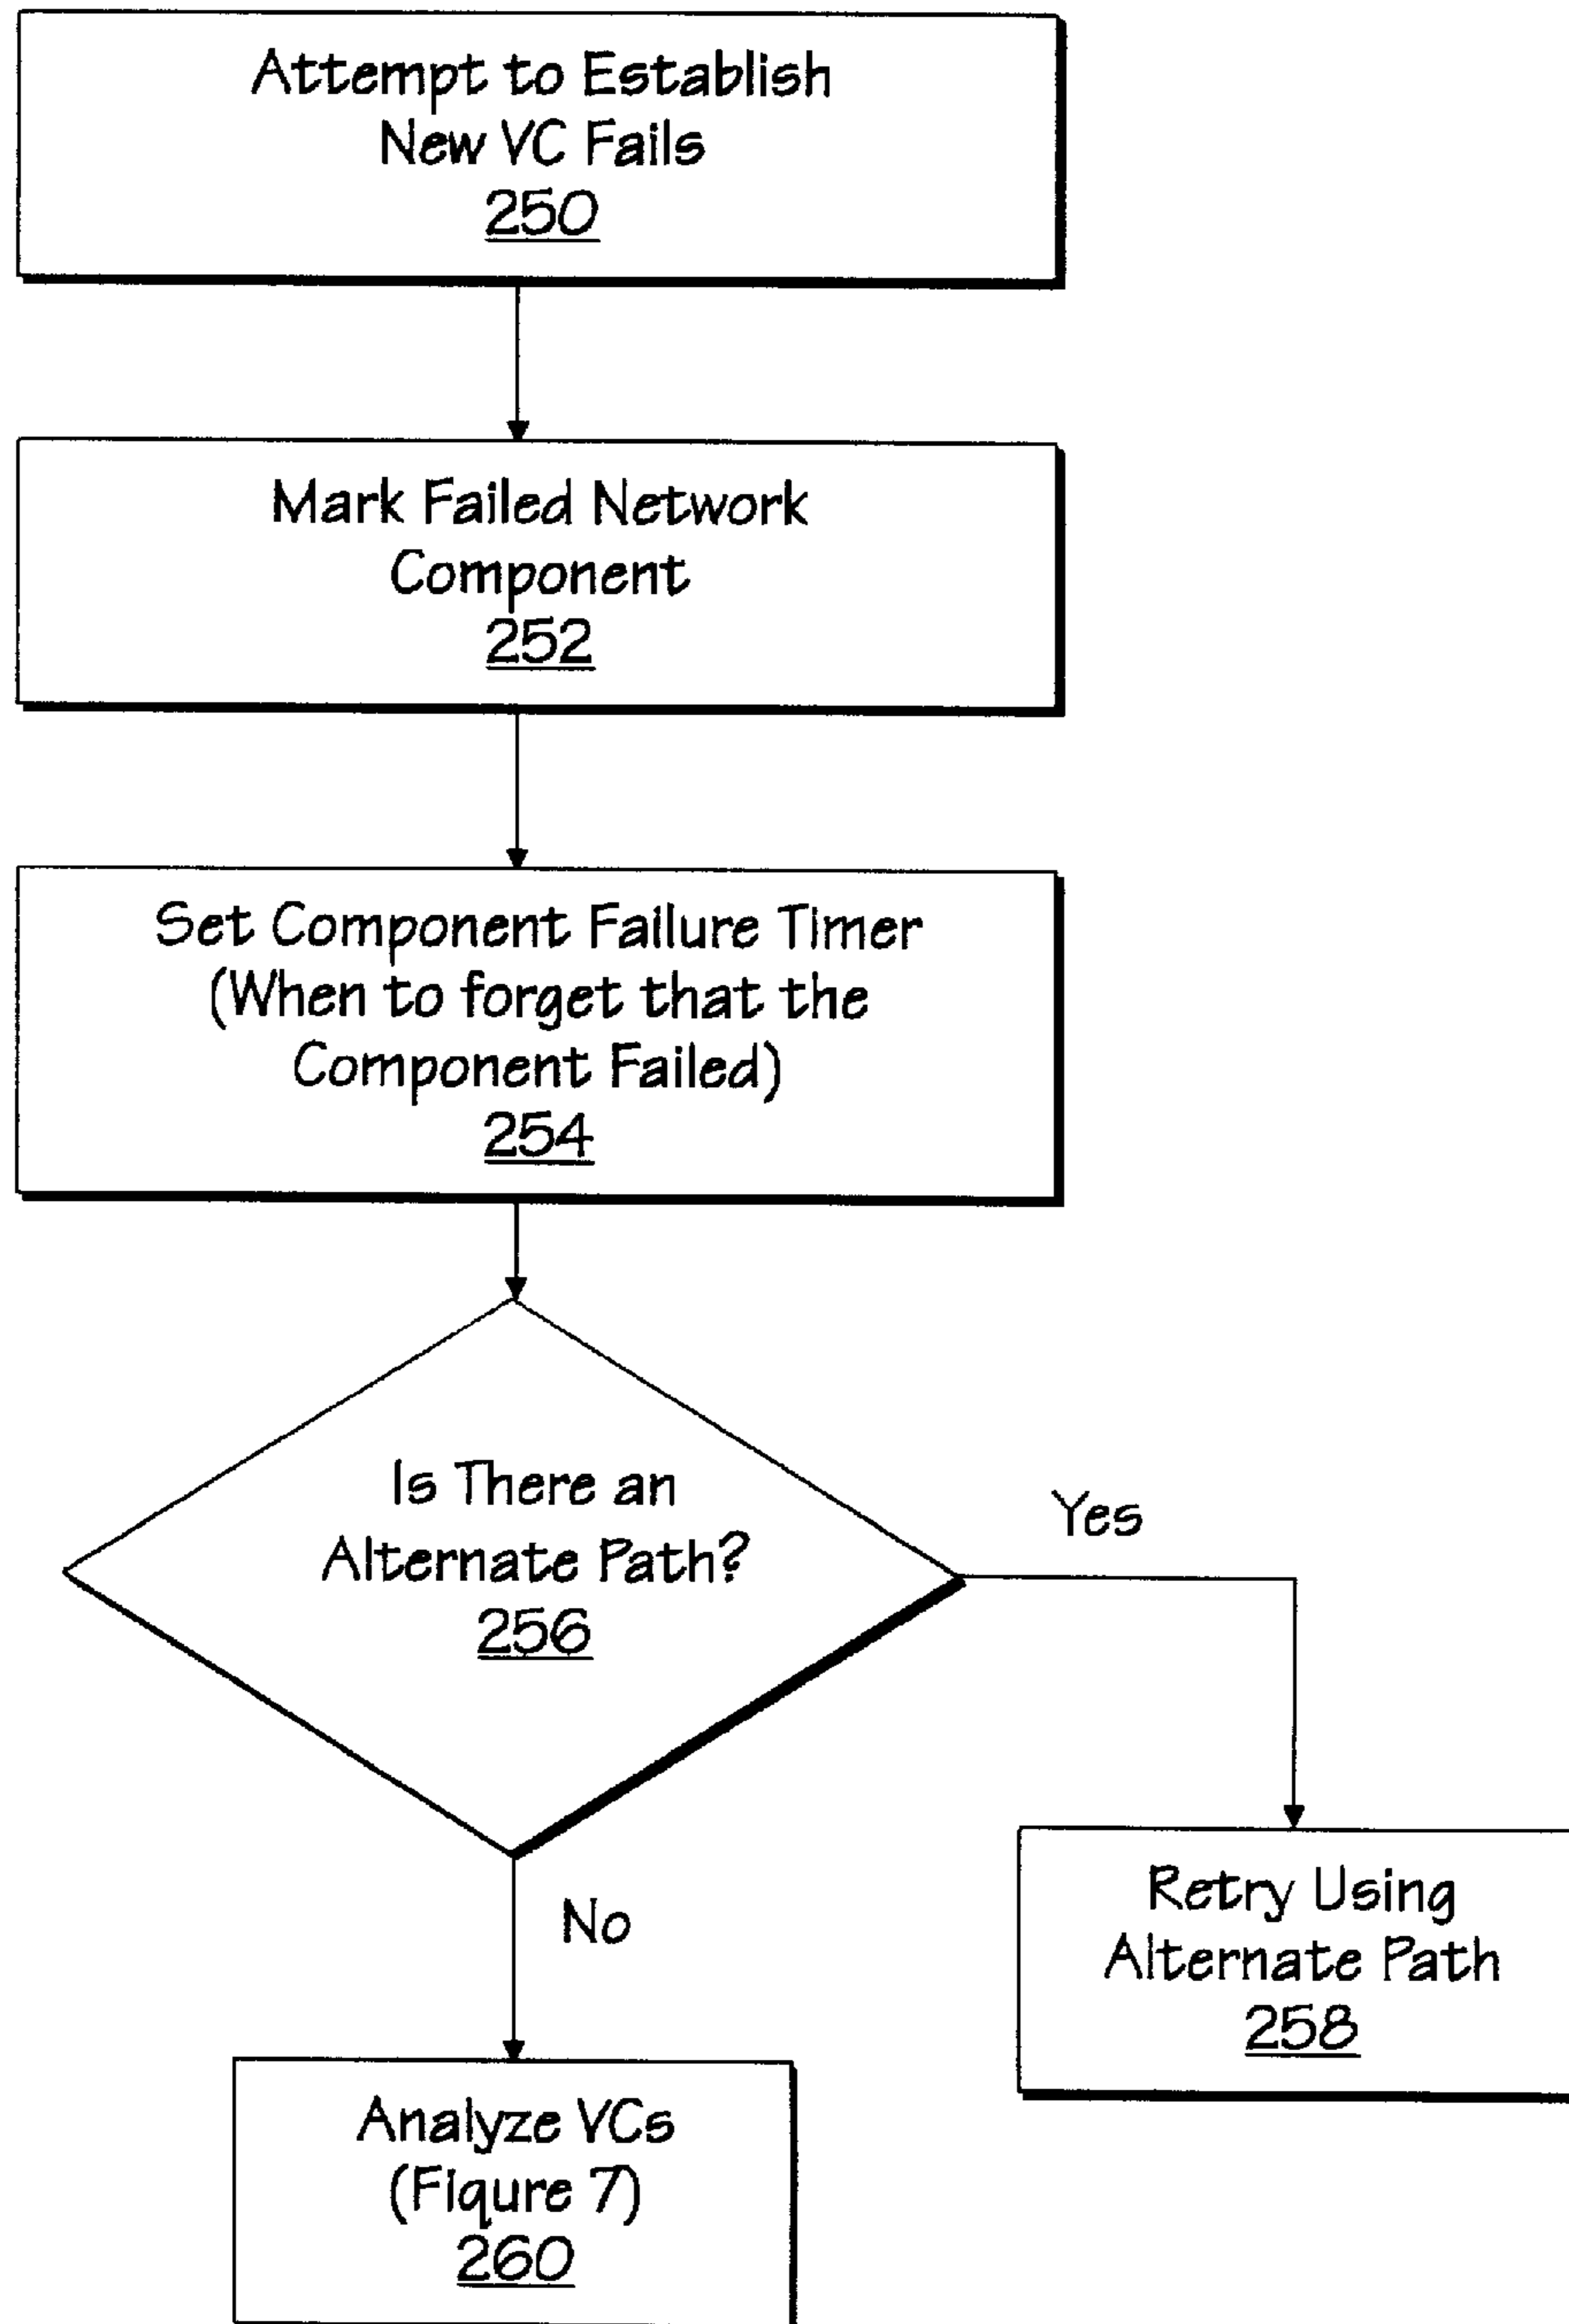 Attempt to Establish
New VC Fails
250
Mark Failed Network
Component
252
Set Component Failure Timer
(When to forget that the
Component Failed)
254
Is There an
Alternate Path?
256
Yes
No
Retry Using
Alternate Path
258
Analyze VCs
(Figure 7)
260